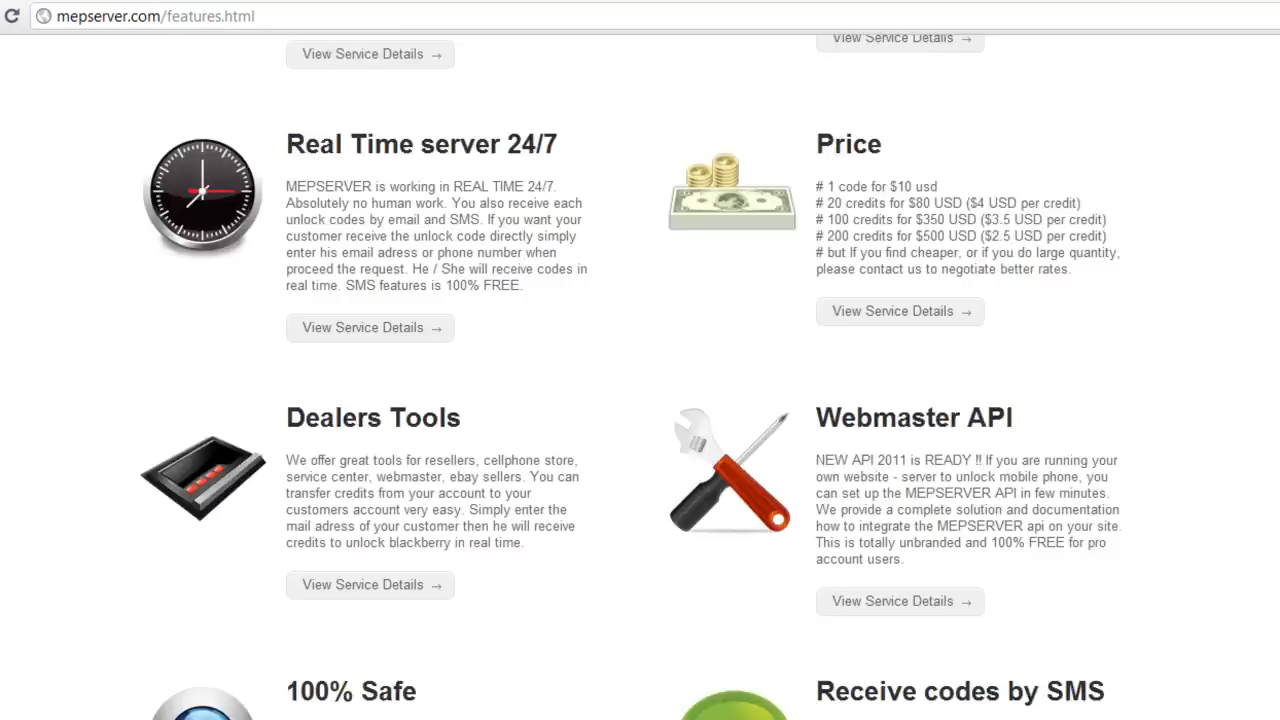 mepserver.com/features.html
View Service Details →
View Service Details →
Real Time server 24/7
MEPSERVER is working in REAL TIME 24/7.
Absolutely no human work. You also receive each
unlock codes by email and SMS. If you want your
customer receive the unlock code directly simply
enter his email adress or phone number when
proceed the request. He / She will receive codes in
real time. SMS features is 100% FREE.
View Service Details →
Price
# 1 code for $10 usd
# 20 credits for $80 USD ($4 USD per credit)
# 100 credits for $350 USD ($3.5 USD per credit)
# 200 credits for $500 USD ($2.5 USD per credit)
# but If you find cheaper, or if you do large quantity,
please contact us to negotiate better rates.
View Service Details →
Dealers Tools
We offer great tools for resellers, cellphone store,
service center, webmaster, ebay sellers. You can
transfer credits from your account to your
customers account very easy. Simply enter the
mail adress of your customer then he will receive
credits to unlock blackberry in real time.
View Service Details →
Webmaster API
NEW API 2011 is READY !! If you are running your
own website - server to unlock mobile phone, you
can set up the MEPSERVER API in few minutes.
We provide a complete solution and documentation
how to integrate the MEPSERVER api on your site.
This is totally unbranded and 100% FREE for pro
account users.
View Service Details →
100% Safe
Receive codes by SMS